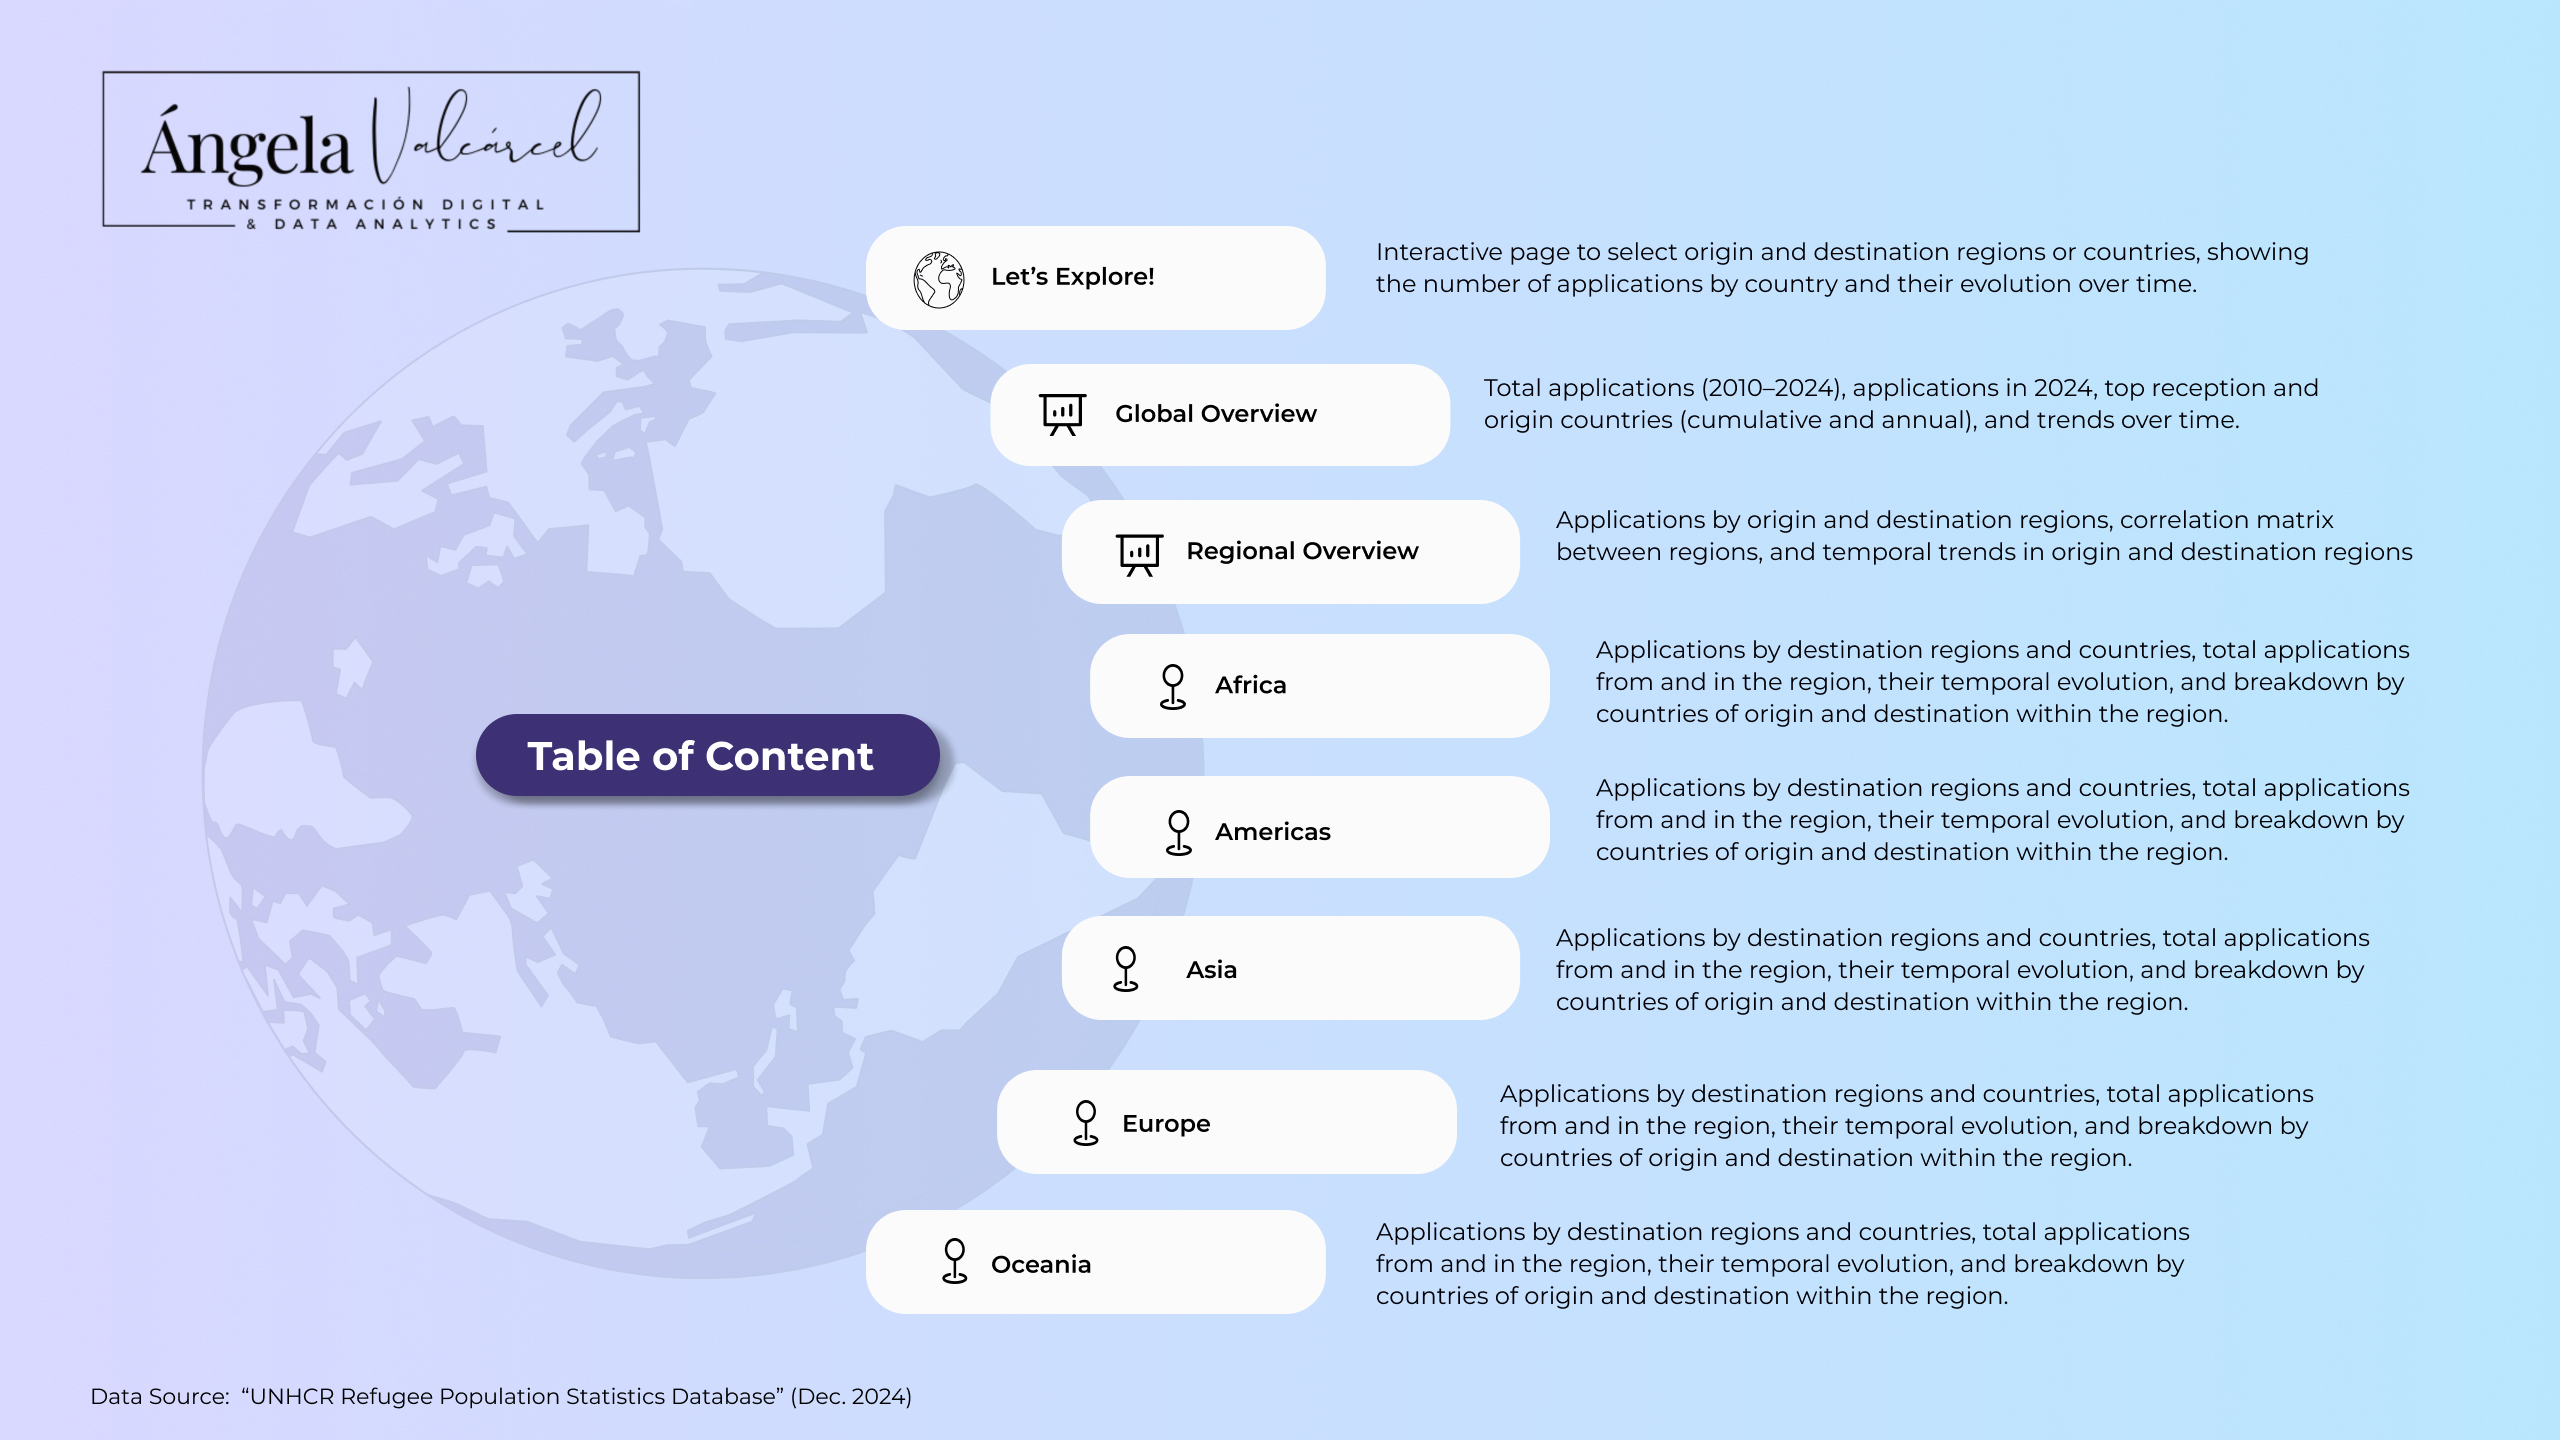 Ángela Valcárcel
TRANSFORMACIÓN DIGITAL
& DATA ANALYTICS
Let's Explore!
Interactive page to select origin and destination regions or countries, showing
the number of applications by country and their evolution over time.
Global Overview
Total applications (2010–2024), applications in 2024, top reception and
origin countries (cumulative and annual), and trends over time.
Regional Overview
Applications by origin and destination regions, correlation matrix
between regions, and temporal trends in origin and destination regions
Africa
Applications by destination regions and countries, total applications
from and in the region, their temporal evolution, and breakdown by
countries of origin and destination within the region.
Table of Content
Americas
Applications by destination regions and countries, total applications
from and in the region, their temporal evolution, and breakdown by
countries of origin and destination within the region.
Asia
Applications by destination regions and countries, total applications
from and in the region, their temporal evolution, and breakdown by
countries of origin and destination within the region.
Europe
Applications by destination regions and countries, total applications
from and in the region, their temporal evolution, and breakdown by
countries of origin and destination within the region.
Oceania
Applications by destination regions and countries, total applications
from and in the region, their temporal evolution, and breakdown by
countries of origin and destination within the region.
Data Source: “UNHCR Refugee Population Statistics Database” (Dec. 2024)